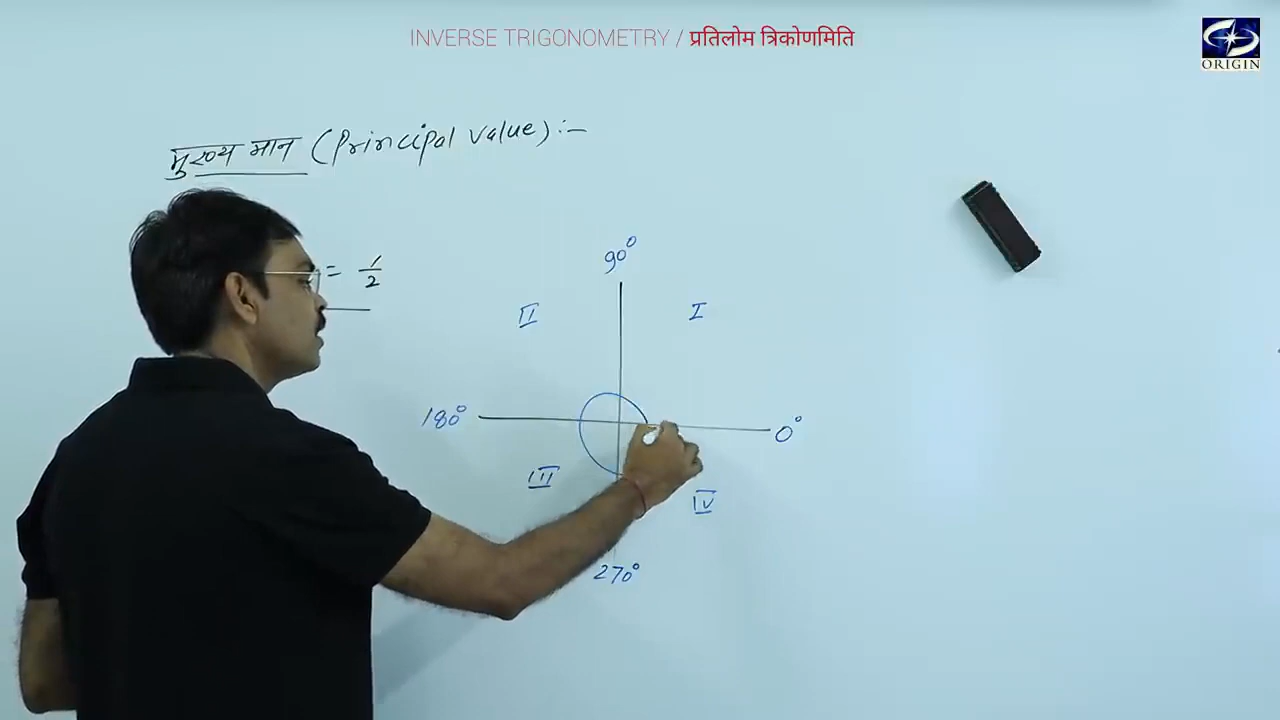 INVERSE TRIGONOMETRY / प्रतिलोम त्रिकोणमिति
ORIGIN
मुख्य मान (Principal value):-
= 1/2
90°
II
I
180°
0°
III
IV
270°